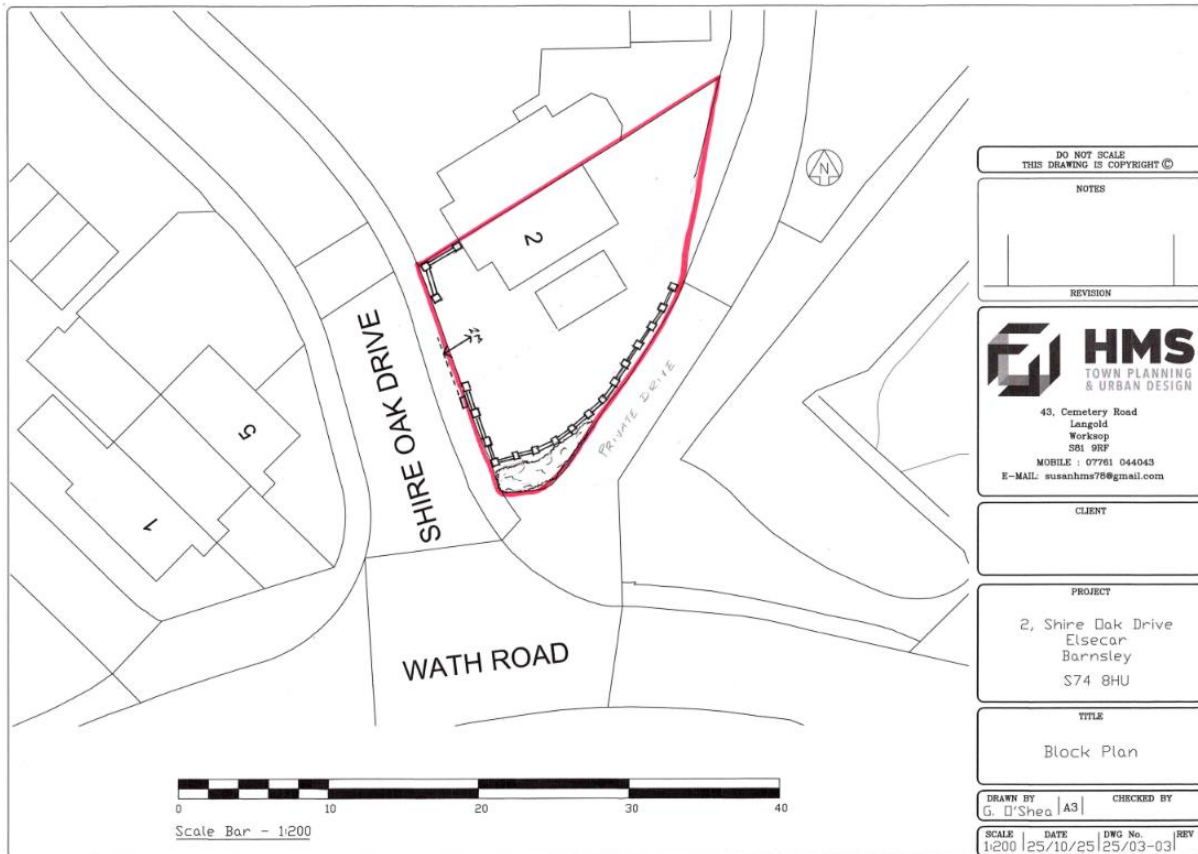 SHIRE OAK DRIVE
WATH ROAD
PRIVATE DRIVE
2
5
1
N
0 10 20 30 40
Scale Bar - 1:200
DO NOT SCALE
THIS DRAWING IS COPYRIGHT ©
NOTES
REVISION
HMS
TOWN PLANNING
& URBAN DESIGN
43, Cemetery Road
Langold
Worksop
S81 9RF
MOBILE : 07761 044043
E-MAIL: susanhms78@gmail.com
CLIENT
PROJECT
2, Shire Oak Drive
Elsecar
Barnsley
S74 8HU
TITLE
Block Plan
DRAWN BY
G. O'Shea
A3
CHECKED BY
SCALE
1:200
DATE
25/10/25
DWG No.
25/03-03
REV